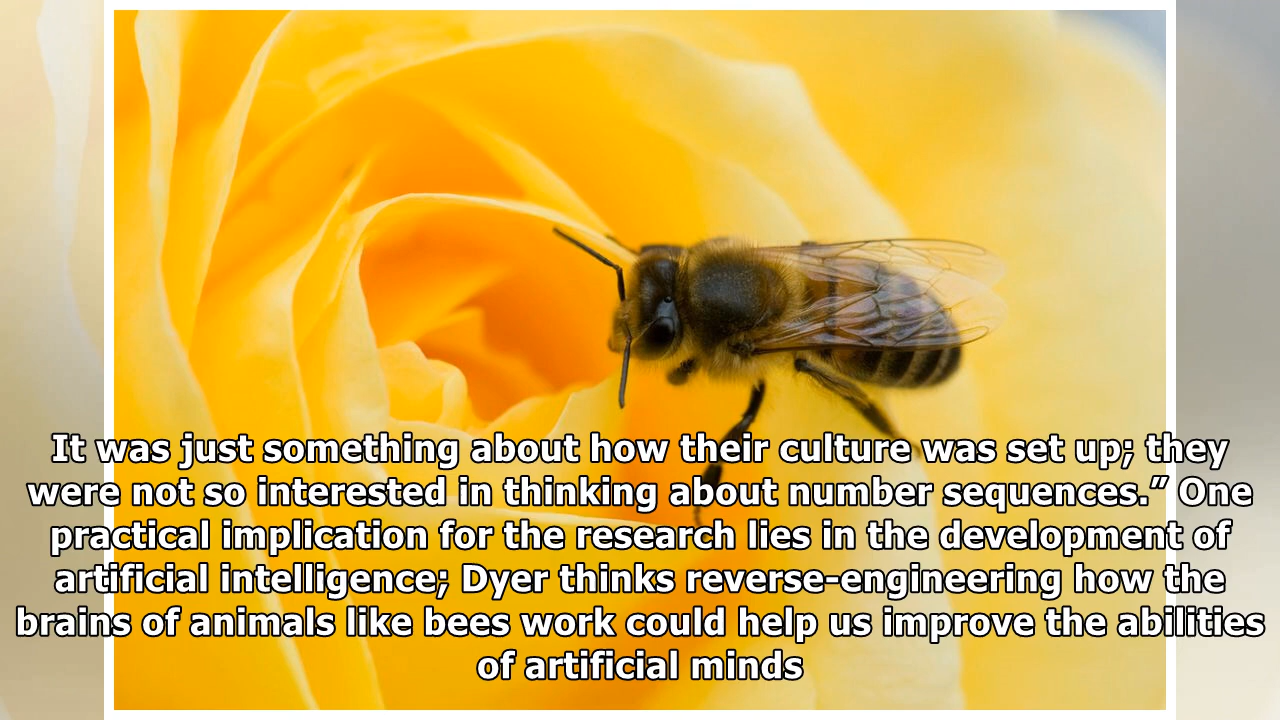 It was just something about how their culture was set up; they
were not so interested in thinking about number sequences.” One
practical implication for the research lies in the development of
artificial intelligence; Dyer thinks reverse-engineering how the
brains of animals like bees work could help us improve the abilities
of artificial minds